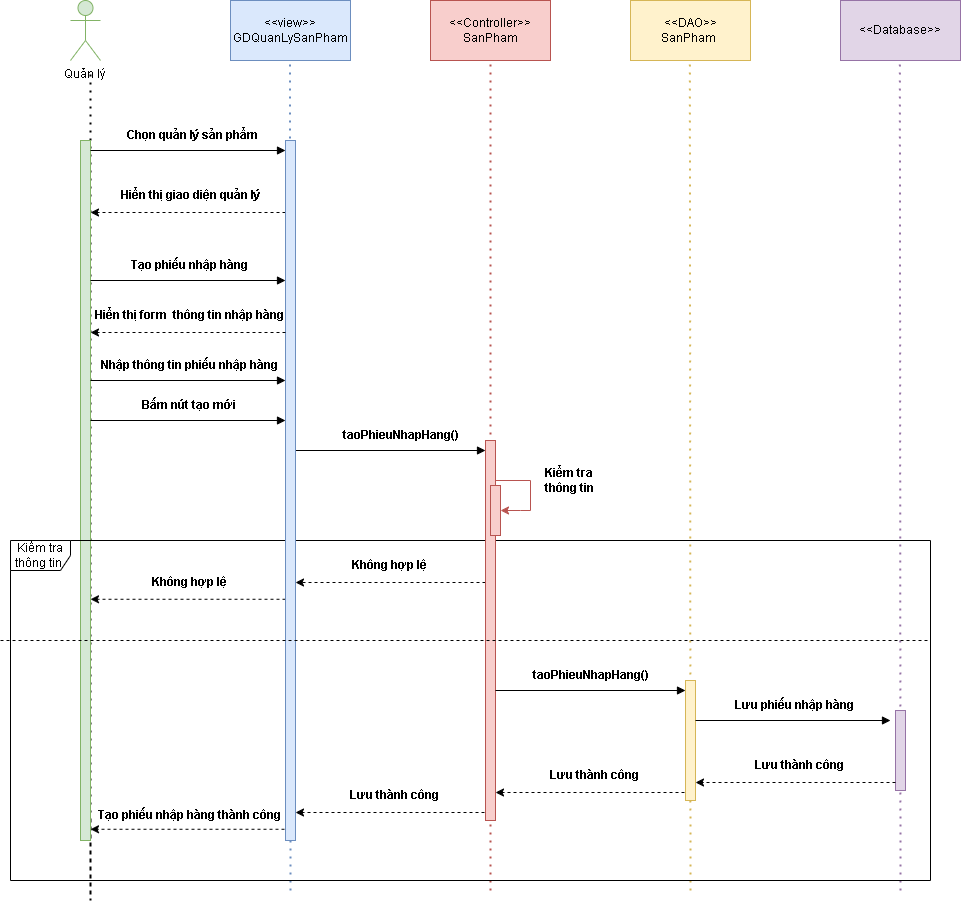 <<view>>
GDQuanLySanPham
<<Controller>>
SanPham
<<DAO>>
SanPham
<<Database>>
Quản lý
Chọn quản lý sản phẩm
Hiển thị giao diện quản lý
Tạo phiếu nhập hàng
Hiển thị form  thông tin nhập hàng
Nhập thông tin phiếu nhập hàng
Bấm nút tạo mới
taoPhieuNhapHang()
Kiểm tra
thông tin
Kiểm tra
thông tin
Không hợp lệ
Không hợp lệ
taoPhieuNhapHang()
Lưu phiếu nhập hàng
Lưu thành công
Lưu thành công
Lưu thành công
Tạo phiếu nhập hàng thành công